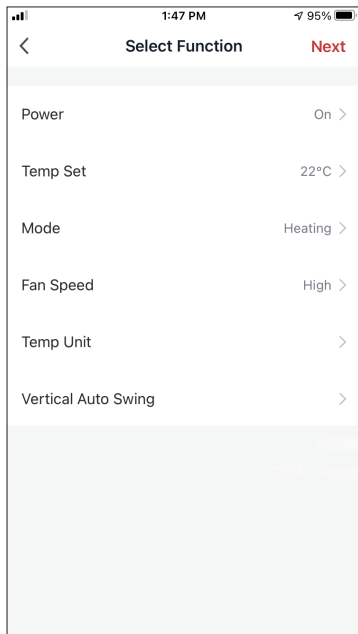 1:47 PM 95%
Select Function Next
Power On
Temp Set 22°C
Mode Heating
Fan Speed High
Temp Unit
Vertical Auto Swing